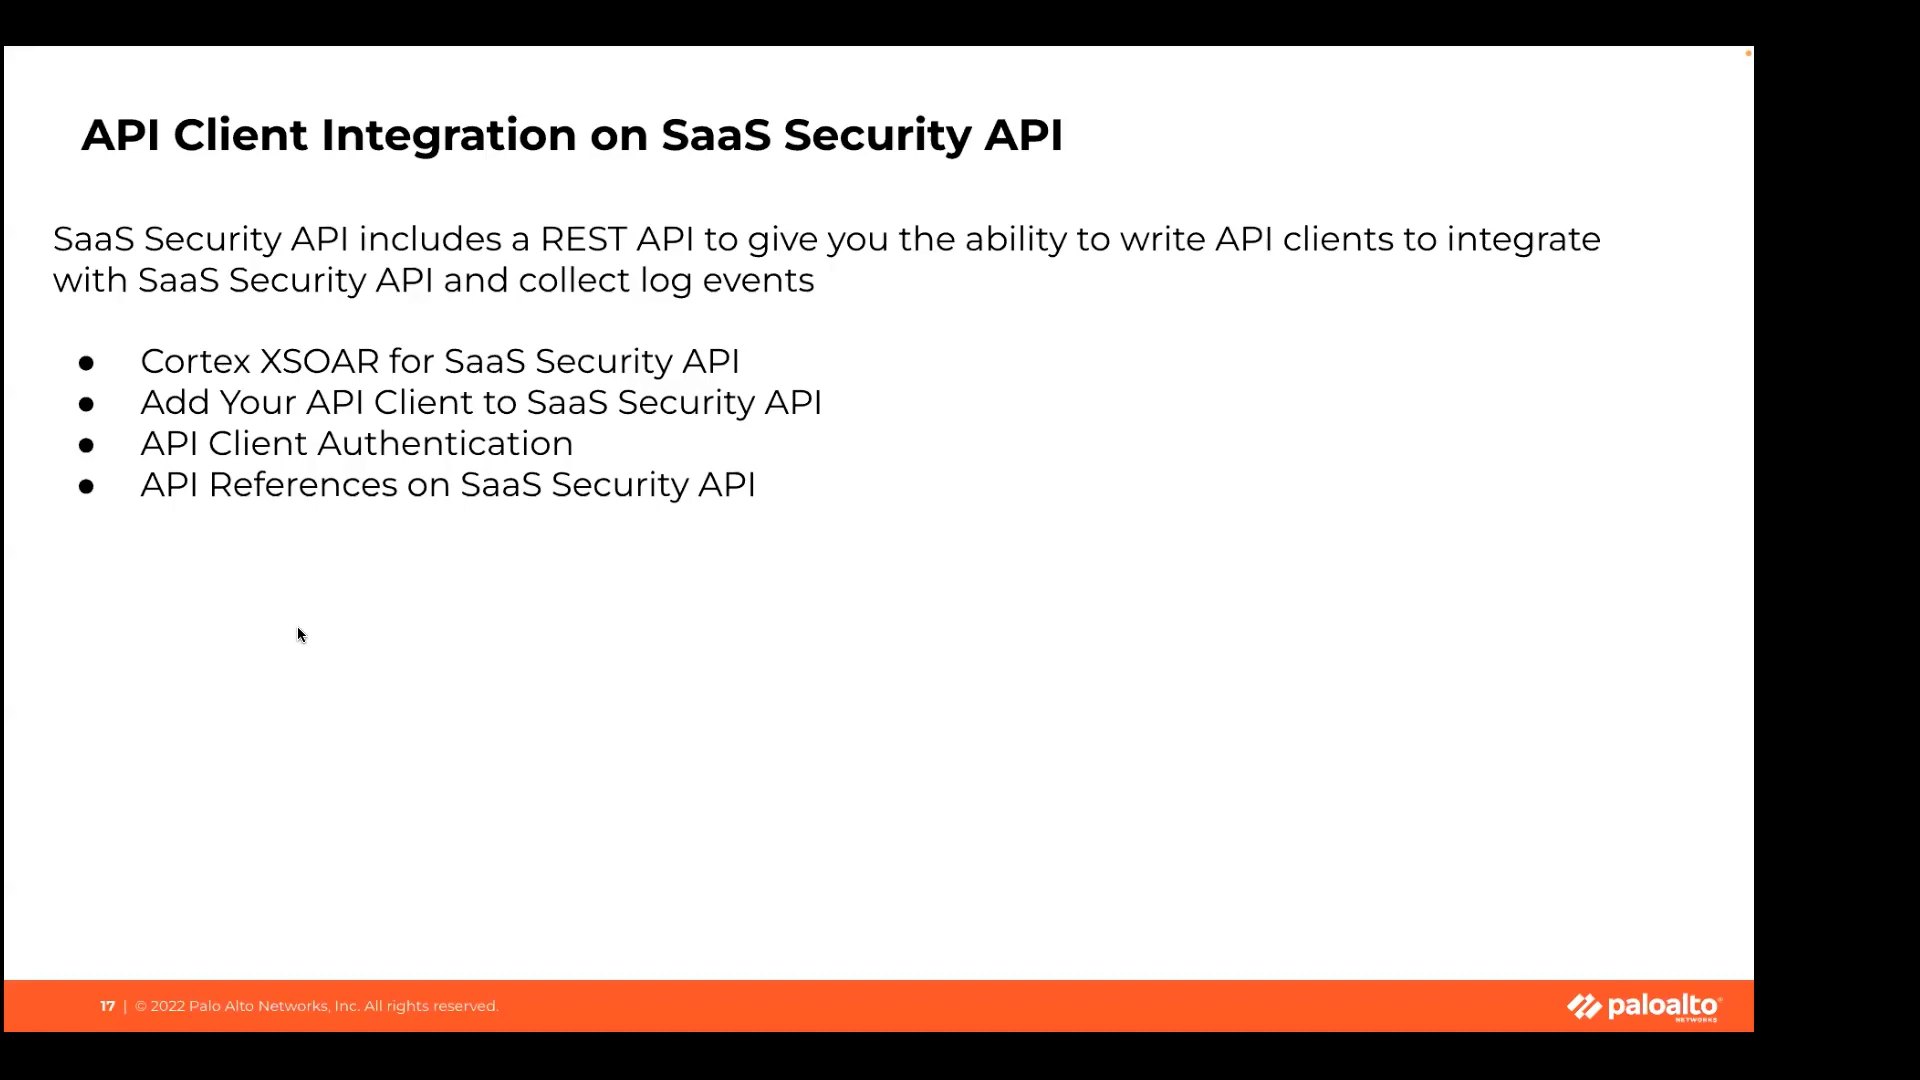 API Client Integration on SaaS Security API
SaaS Security API includes a REST API to give you the ability to write API clients to integrate
with SaaS Security API and collect log events
● Cortex XSOAR for SaaS Security API
● Add Your API Client to SaaS Security API
● API Client Authentication
● API References on SaaS Security API
17 | © 2022 Palo Alto Networks, Inc. All rights reserved.
paloalto
NETWORKS